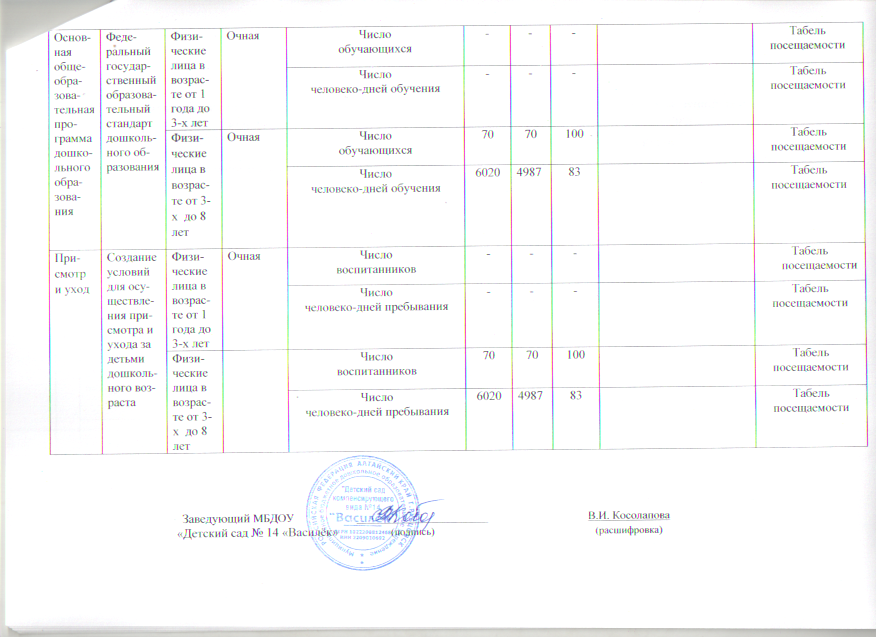 Основ-
ная
обще-
обра-
зова-
тельная
про-
грамма
дошко-
льного
обра-
зова-
ния
Феде-
ральный
государ-
ственный
образова-
тельный
стандарт
дошколь-
ного об-
разования
Физи-
ческие
лица в
возрас-
те от 1
года до
3-х лет
Очная
Число
обучающихся
- - -
Табель
посещаемости
Число
человеко-дней обучения
- - -
Табель
посещаемости
Физи-
ческие
лица в
возрас-
те от 3-
х до 8
лет
Очная
Число
обучающихся
70 70 100
Табель
посещаемости
Число
человеко-дней обучения
6020 4987 83
Табель
посещаемости
При-
смотр
и уход
Создание
условий
для осу-
ществле-
ния при-
смотра и
ухода за
детьми
дошколь-
ного воз-
раста
Физи-
ческие
лица в
возрас-
те от 1
года до
3-х лет
Очная
Число
воспитанников
- - -
Табель
посещаемости
Число
человеко-дней пребывания
- - -
Табель
посещаемости
Физи-
ческие
лица в
возрас-
те от 3-
х до 8
лет
Число
воспитанников
70 70 100
Табель
посещаемости
Число
человеко-дней пребывания
6020 4987 83
Табель
посещаемости
"Детский сад
компенсирующего
вида №14
"Василёк"
Заведующий МБДОУ
«Детский сад № 14 «Василёк»
(подпись)
В.И. Косолапова
(расшифровка)